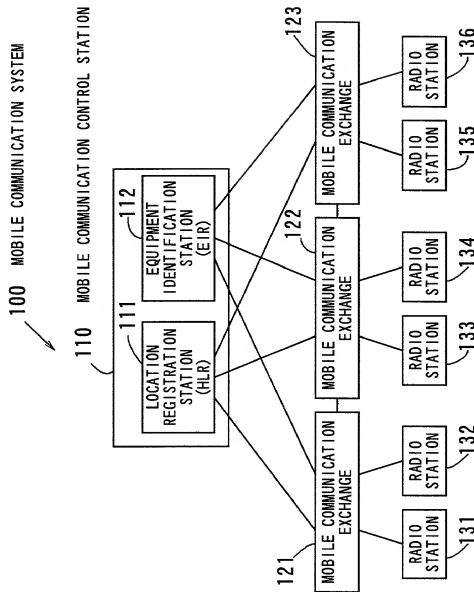 100 MOBILE COMMUNICATION SYSTEM
110 MOBILE COMMUNICATION CONTROL STATION
111
LOCATION
REGISTRATION
STATION
(HLR)
112
EQUIPMENT
IDENTIFICATION
STATION
(EIR)
121
MOBILE COMMUNICATION
EXCHANGE
122
MOBILE COMMUNICATION
EXCHANGE
123
MOBILE COMMUNICATION
EXCHANGE
RADIO
STATION
131
RADIO
STATION
132
RADIO
STATION
133
RADIO
STATION
134
RADIO
STATION
135
RADIO
STATION
136